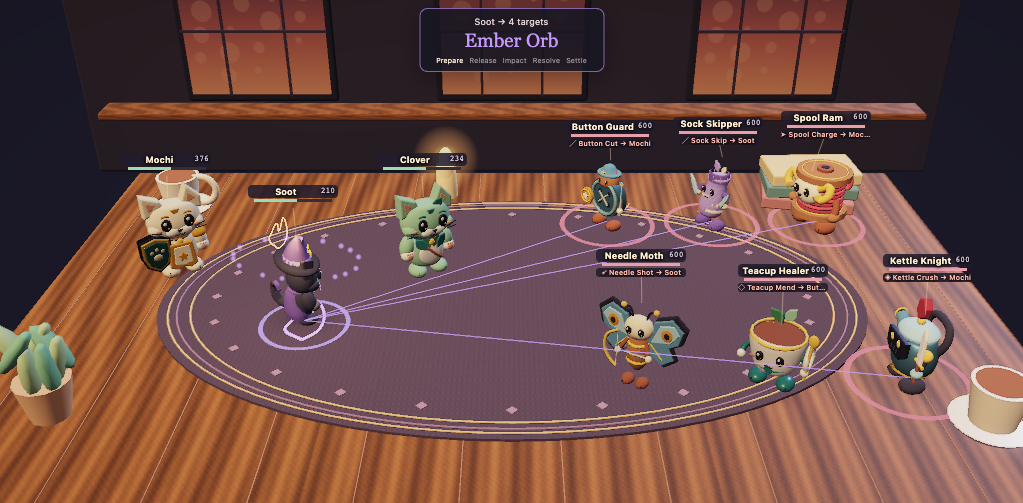 Soot → 4 targets
Ember Orb
Prepare Release Impact Resolve Settle
Button Guard 600
Button Cut → Mochi
Sock Skipper 600
Sock Skip → Soot
Spool Ram 600
Spool Charge → Moc...
Mochi 376
Clover 234
Soot 210
Needle Moth 600
Needle Shot → Soot
Teacup Healer 600
Teacup Mend → But...
Kettle Knight 600
Kettle Crush → Mochi